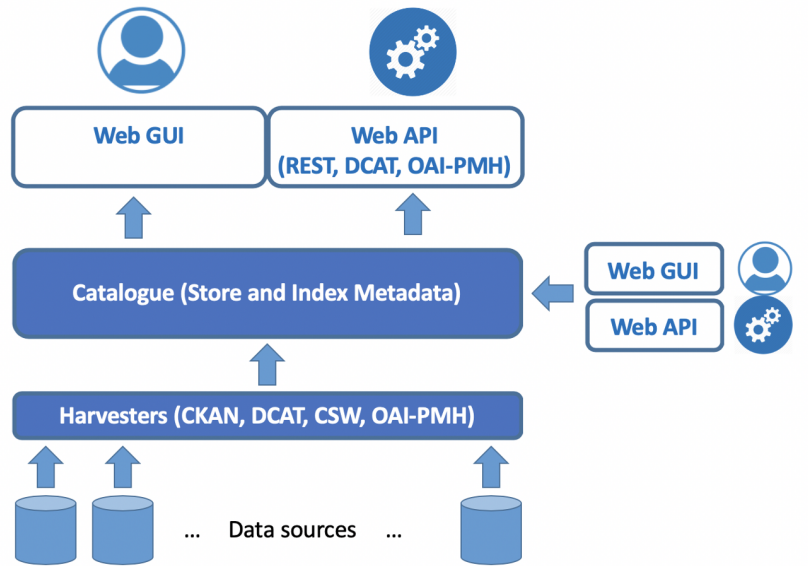 Web GUI
Web API
(REST, DCAT, OAI-PMH)
Catalogue (Store and Index Metadata)
Web GUI
Web API
Harvesters (CKAN, DCAT, CSW, OAI-PMH)
... Data sources ...